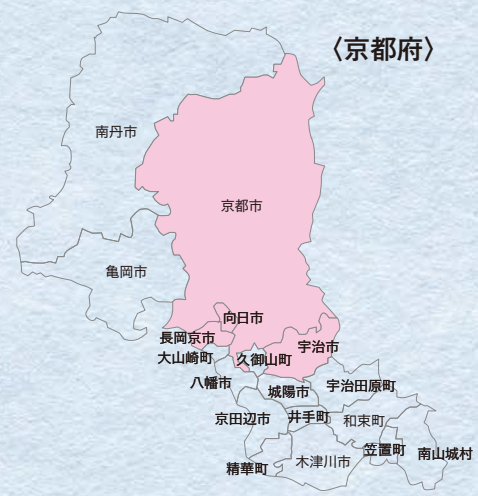 〈京都府〉
南丹市
京都市
亀岡市
向日市
長岡京市
宇治市
大山崎町
久御山町
八幡市
城陽市
宇治田原町
京田辺市
井手町
和束町
笠置町
南山城村
木津川市
精華町